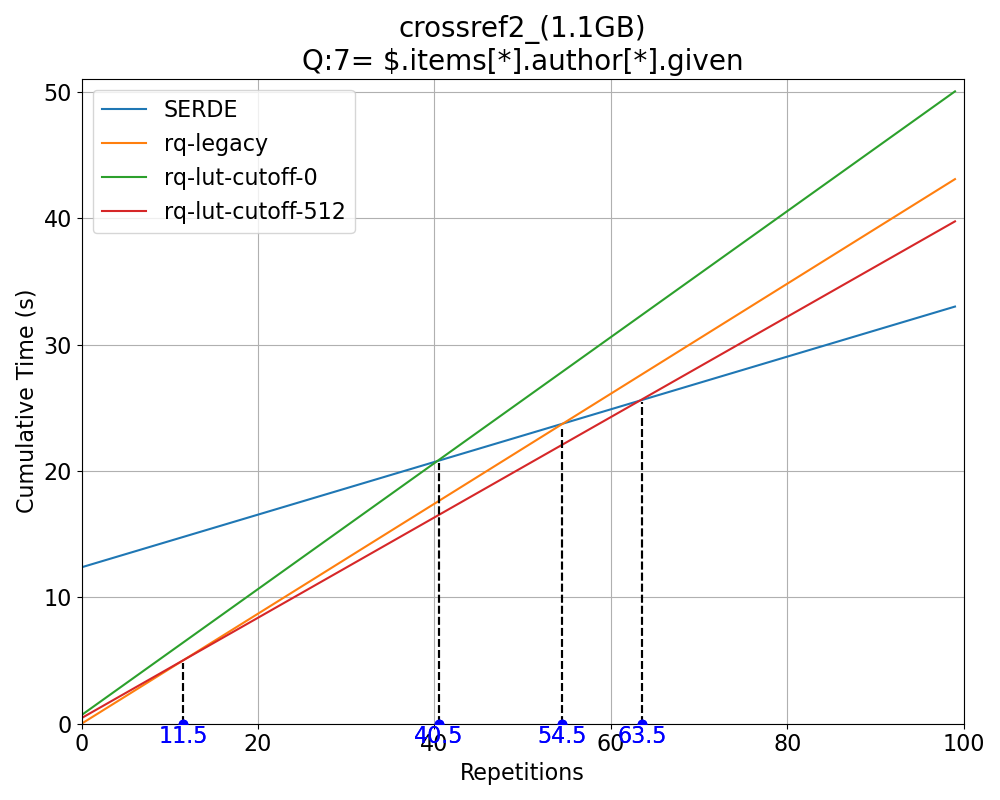 crossref2_(1.1GB)
Q:7= $.items[*].author[*].given
SERDE
rq-legacy
rq-lut-cutoff-0
rq-lut-cutoff-512
Cumulative Time (s)
50
40
30
20
10
0
0 20 40 60 80 100
11.5 40.5 54.5 63.5
Repetitions